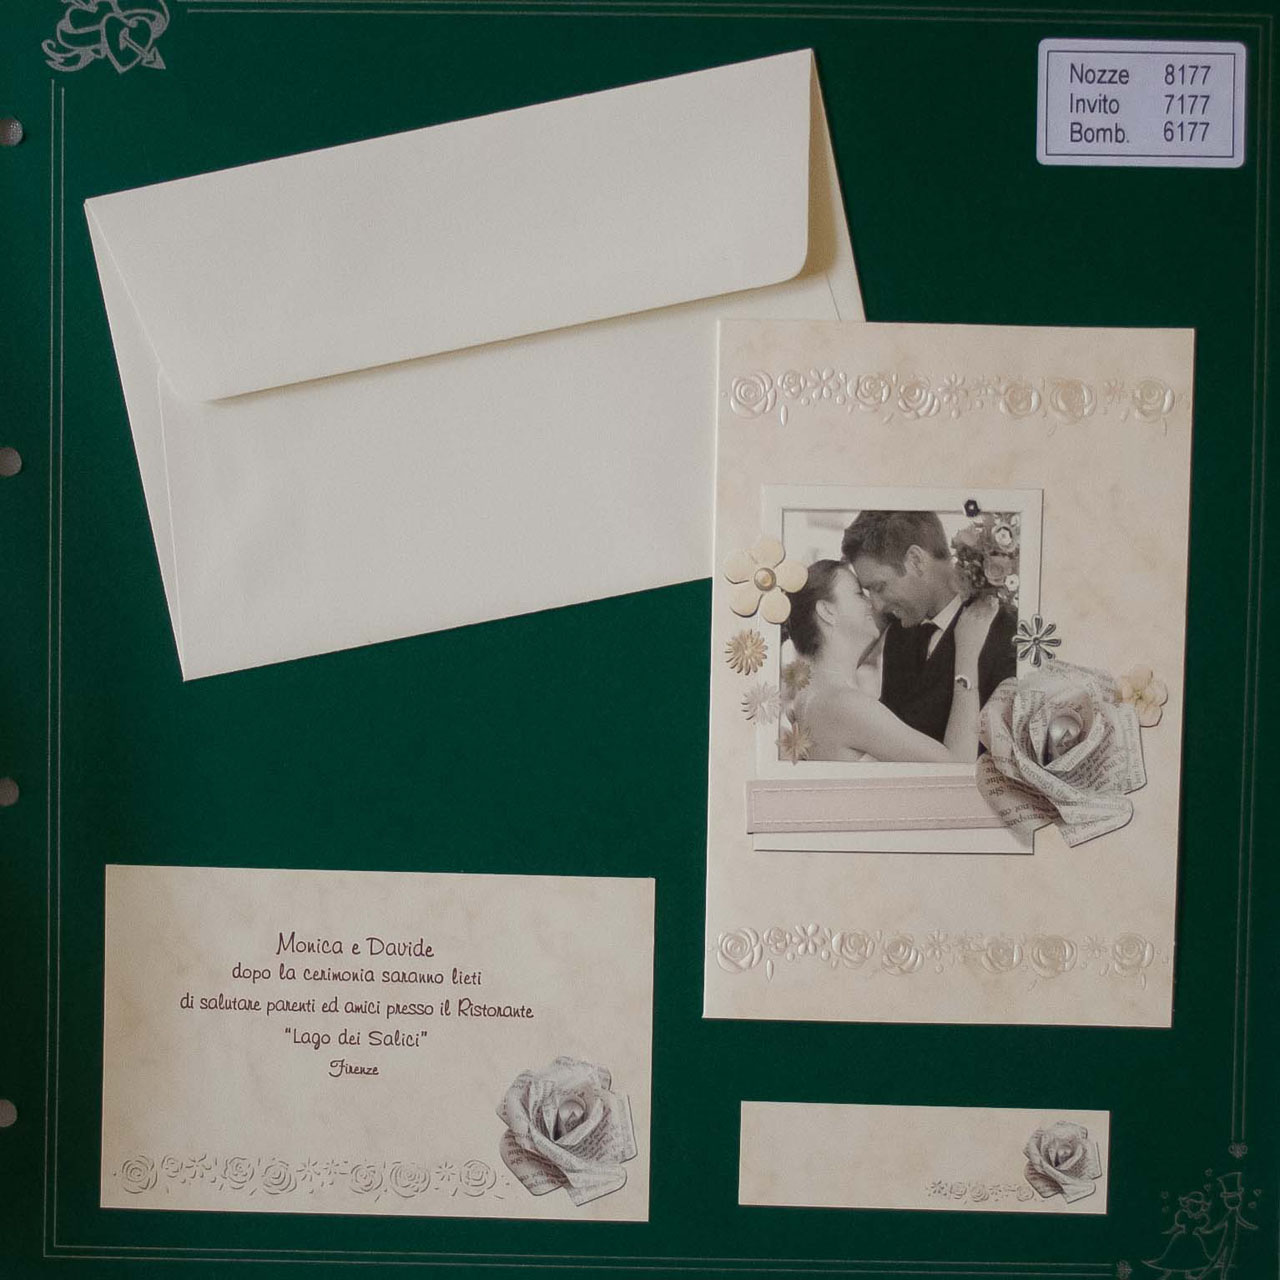 Nozze 8177
Invito 7177
Bomb. 6177
Monica e Davide
dopo la cerimonia saranno lieti
di salutare parenti ed amici presso il Ristorante
"Lago dei Salici"
Firenze